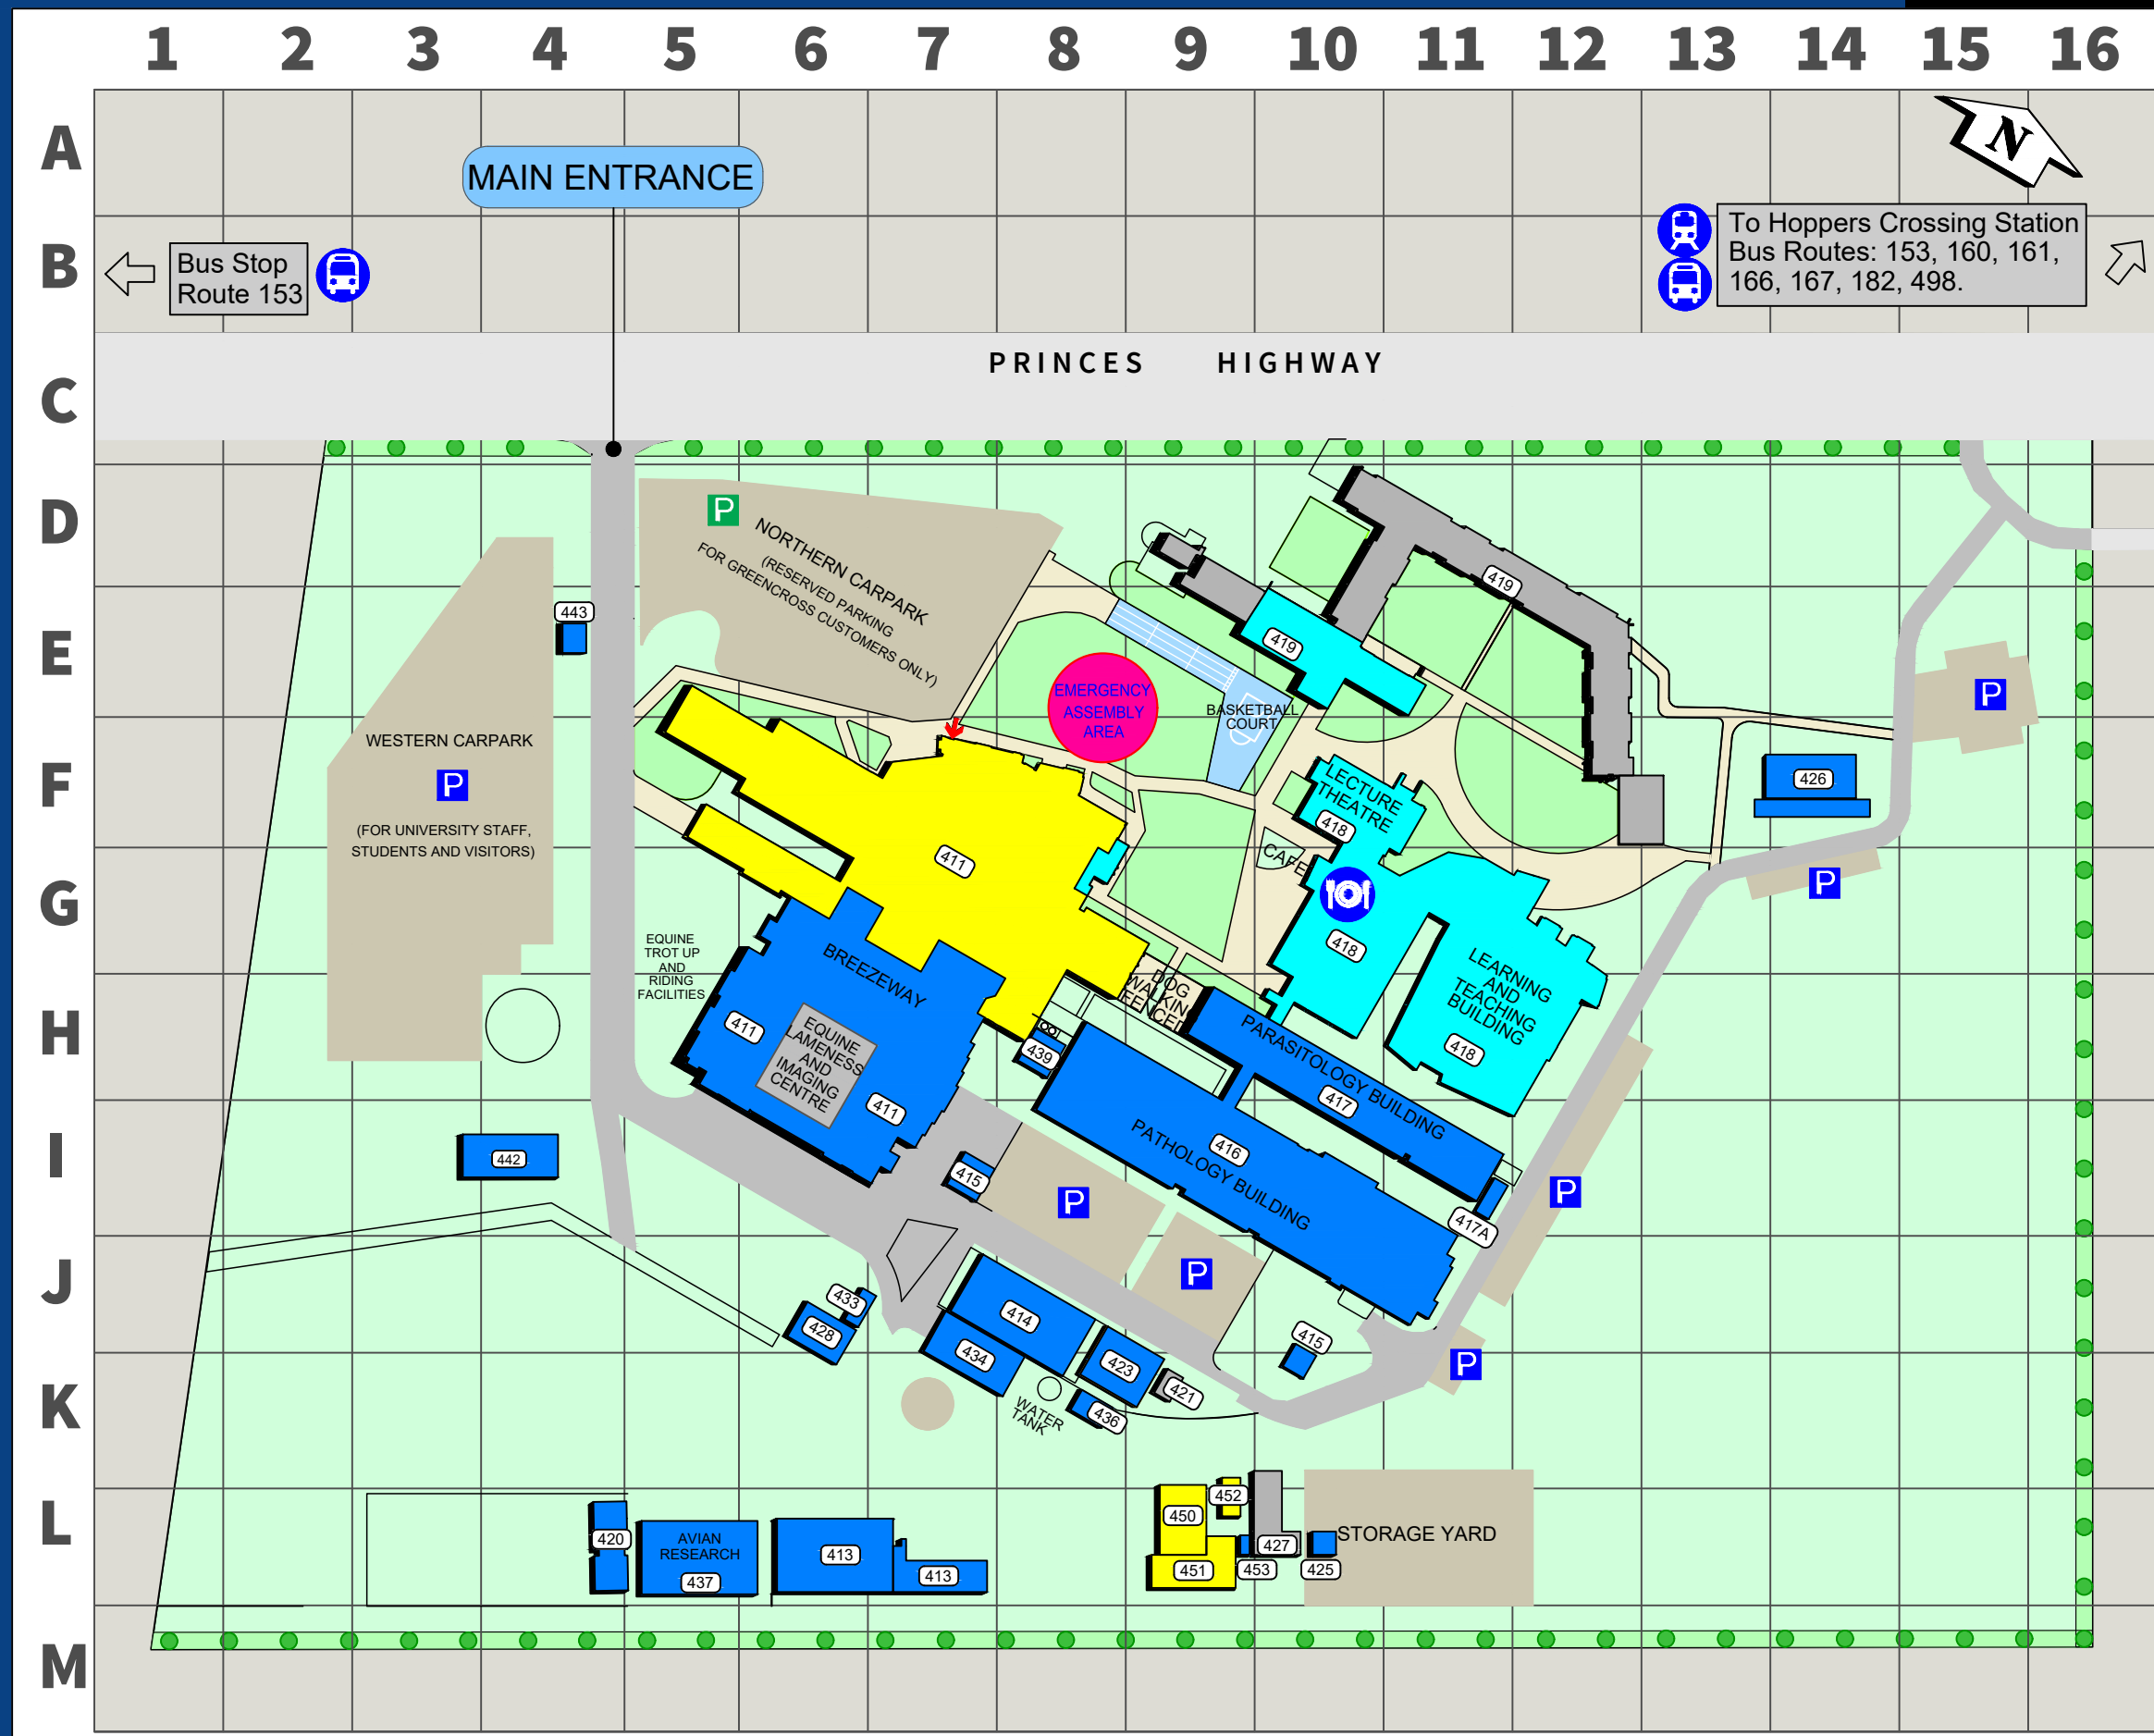 1 2 3 4 5 6 7 8 9 10 11 12 13 14 15 16
A
N
MAIN ENTRANCE
B
Bus Stop
Route 153
To Hoppers Crossing Station
Bus Routes: 153, 160, 161,
166, 167, 182, 498.
PRINCES HIGHWAY
C
D
P
NORTHERN CARPARK
(RESERVED PARKING
FOR GREENCROSS CUSTOMERS ONLY)
419
443
E
419
EMERGENCY
ASSEMBLY
AREA
BASKETBALL
COURT
P
WESTERN CARPARK
P
(FOR UNIVERSITY STAFF,
STUDENTS AND VISITORS)
F
LECTURE
THEATRE
418
426
411
CAFE
P
G
418
EQUINE
TROT UP
AND
RIDING
FACILITIES
BREEZEWAY
DOG
WALKING
FENCED
LEARNING
AND
TEACHING
BUILDING
418
H
411
EQUINE
LAMENESS
AND
IMAGING
CENTRE
411
439
PARASITOLOGY BUILDING
417
I
442
415
P
416
PATHOLOGY BUILDING
P
417A
J
P
433
428
414
434
423
415
P
K
421
436
WATER
TANK
L
420
AVIAN
RESEARCH
437
413
413
450
452
451
453
427
425
STORAGE YARD
M